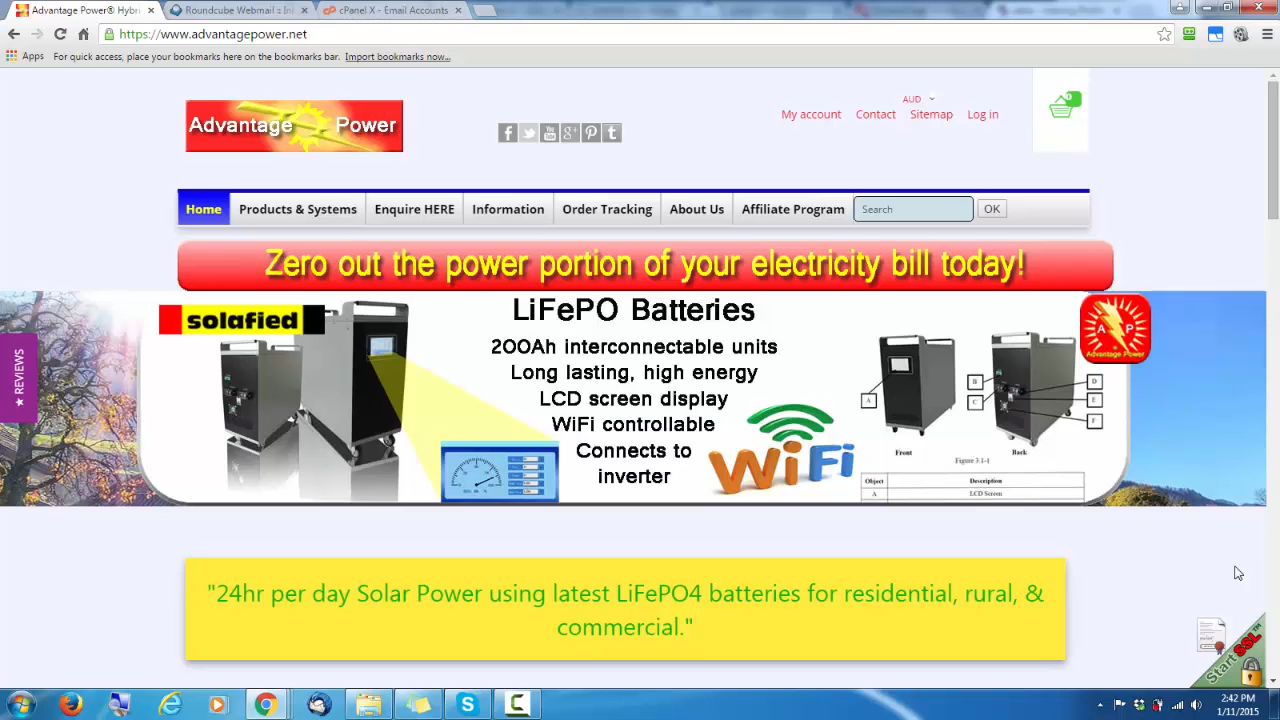 Advantage Power® Hybri
Roundcube Webmail :: In
cPanel X - Email Accounts
https://www.advantagepower.net
Apps
For quick access, place your bookmarks here on the bookmarks bar. Import bookmarks now...
Advantage Power
AUD
My account Contact Sitemap Log in
0
Home Products & Systems Enquire HERE Information Order Tracking About Us Affiliate Program Search OK
Zero out the power portion of your electricity bill today!
solafied
LiFePO Batteries
200Ah interconnectable units
Long lasting, high energy
LCD screen display
WiFi controllable
Connects to
inverter
WiFi
A
B
C
D
E
F
Front
Back
Figure 3.1-1
Object Description
A LCD Screen
A P
Advantage Power
★ REVIEWS
"24hr per day Solar Power using latest LiFePO4 batteries for residential, rural, &
commercial."
StartSSL™
2:42 PM
1/11/2015